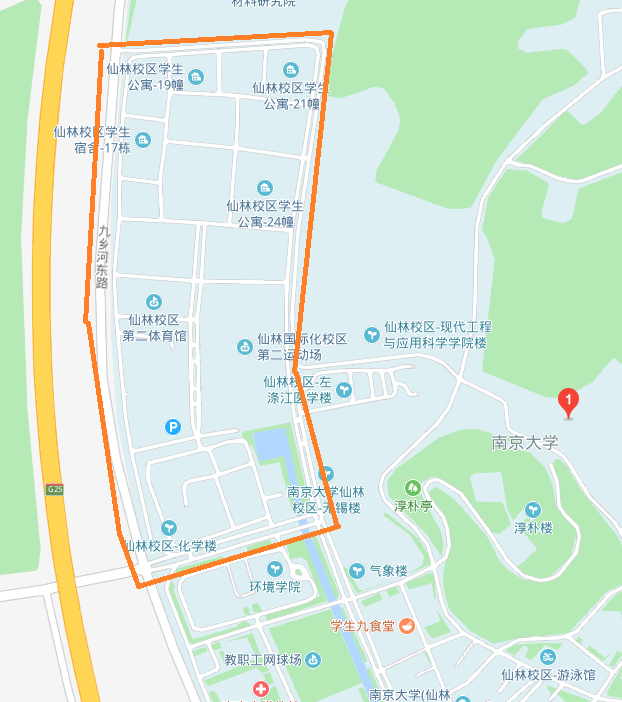 材料研究院
仙林校区学生
公寓-19幢
仙林校区学生
公寓-21幢
仙林校区学生
宿舍-17栋
仙林校区学生
公寓-24幢
九乡河东路
仙林校区
第二体育馆
仙林国际化校区
第二运动场
仙林校区-现代工程
与应用科学学院楼
仙林校区-左
涤江医学楼
1
南京大学
P
G25
南京大学仙林
校区-无锡楼
淳朴亭
淳朴楼
仙林校区-化学楼
环境学院
气象楼
学生九食堂
教职工网球场
仙林校区-游泳馆
南京大学(仙林